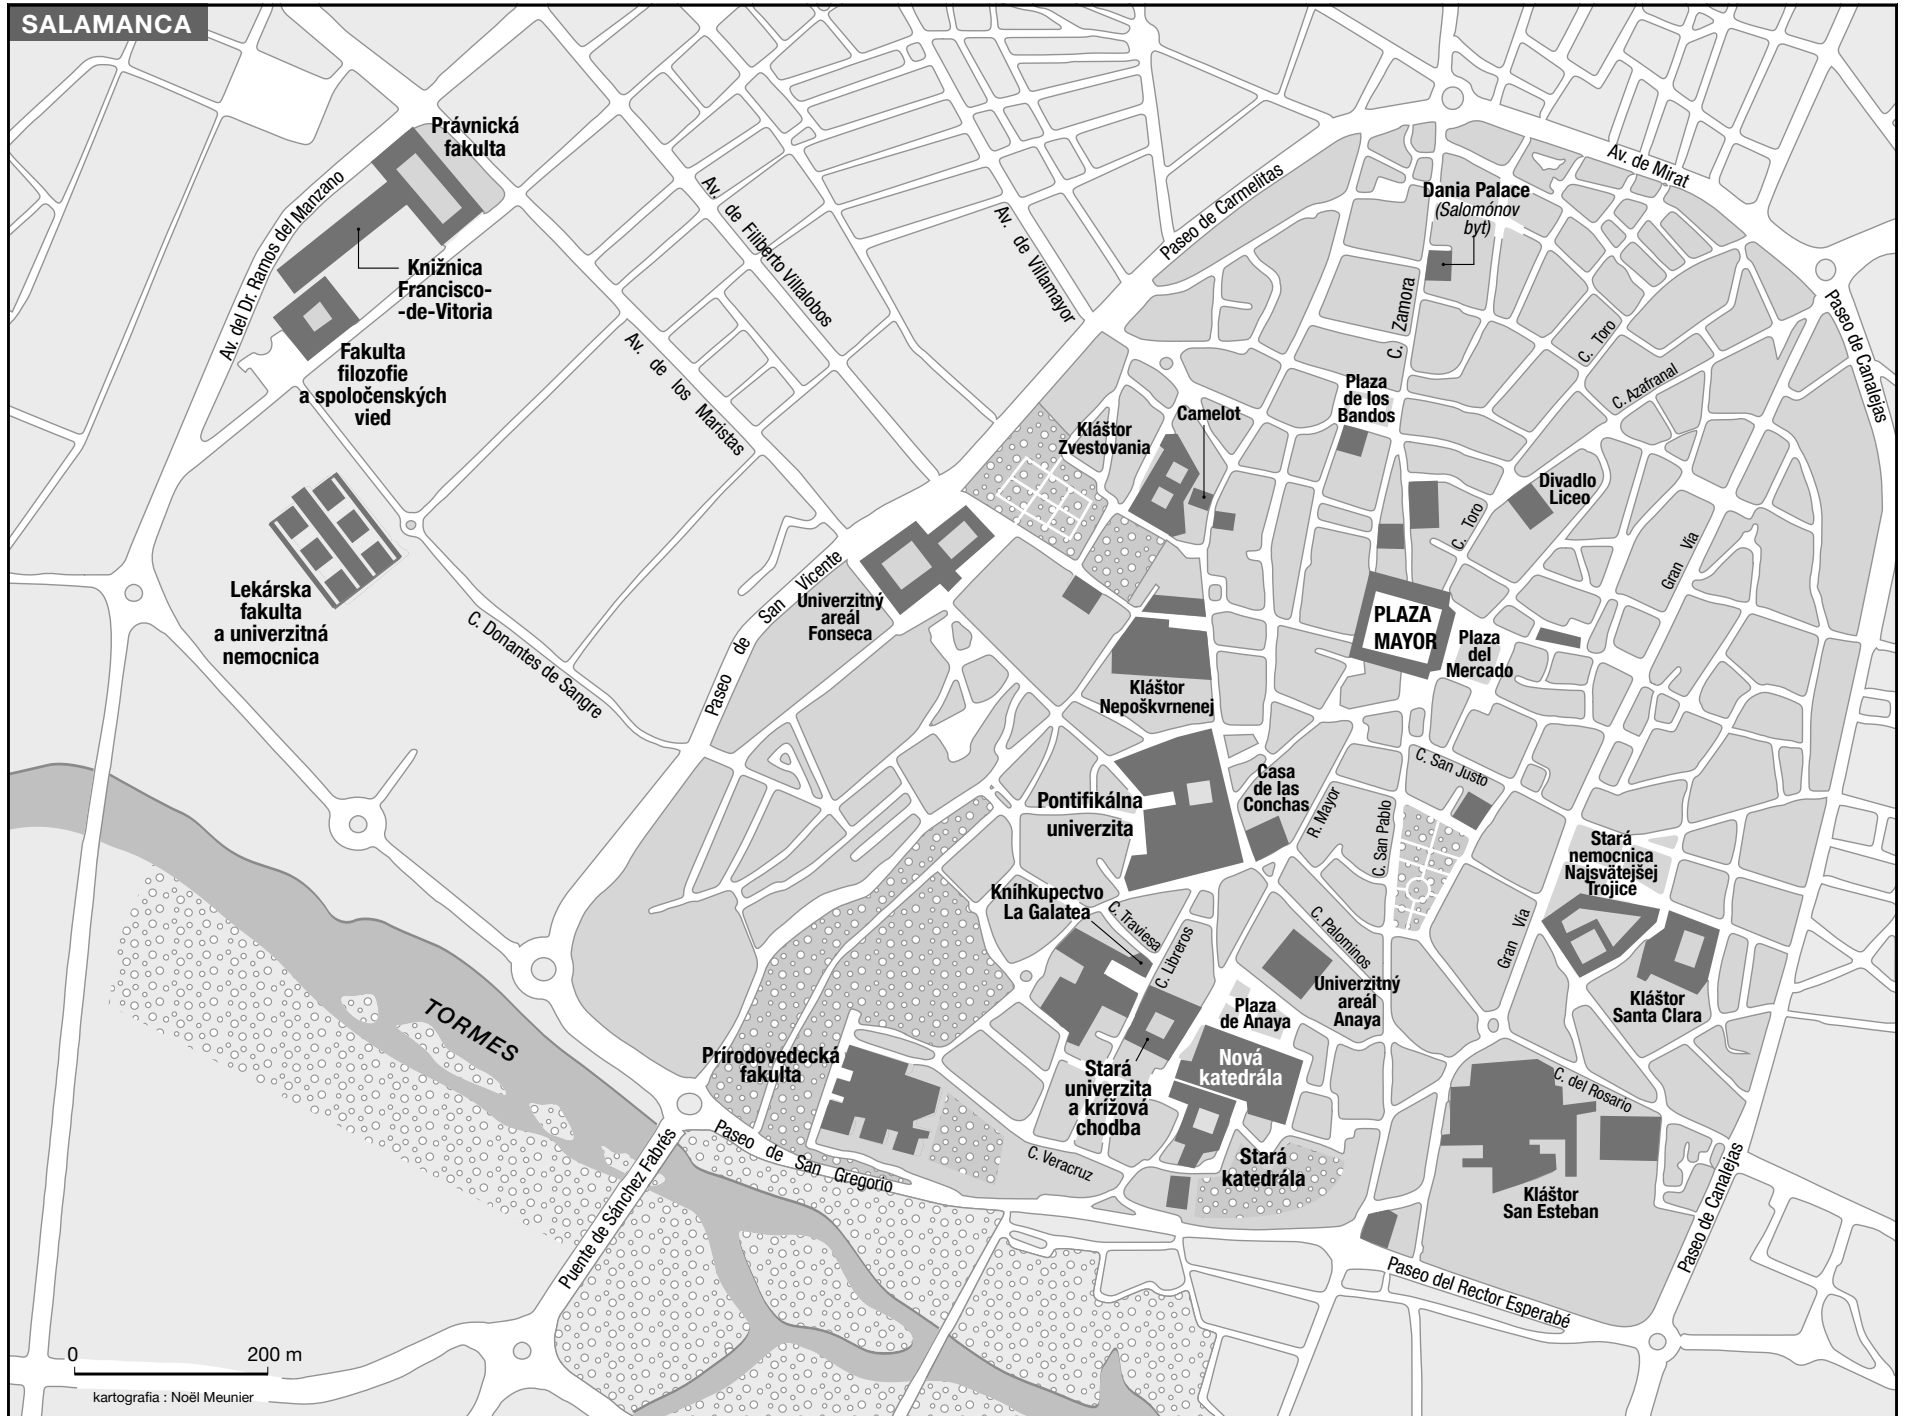 SALAMANCA
Právnická
fakulta
Av. del Dr. Ramos del Manzano
Knižnica
Francisco-
-de-Vitoria
Fakulta
filozofie
a spoločenských
vied
Av. de Filiberto Villalobos
Av. de Villamayor
Paseo de Carmelitas
Av. de Mirat
Dania Palace
(Salomónov
byt)
C. Zamora
C. Toro
Paseo de Canalejas
C. Azafranal
Av. de los Maristas
Plaza
de los
Bandos
Camelot
Kláštor
Zvestovania
Divadlo
Liceo
C. Toro
Gran Vía
Lekárska
fakulta
a univerzitná
nemocnica
C. Donantes de Sangre
Paseo de San Vicente
Univerzitný
areál
Fonseca
PLAZA
MAYOR
Plaza
del
Mercado
Kláštor
Nepoškvrnenej
C. San Justo
Casa
de las
Conchas
R. Mayor
C. San Pablo
Pontifikálna
univerzita
Stará
nemocnica
Najsvätejšej
Trojice
Kníhkupectvo
La Galatea
C. Traviesa
C. Libreros
C. Palominos
Gran Vía
Univerzitný
areál
Anaya
Plaza
de Anaya
Kláštor
Santa Clara
TORMES
Prírodovedecká
fakulta
Stará
univerzita
a krížová
chodba
Nová
katedrála
C. del Rosario
Paseo de San Gregorio
C. Veracruz
Stará
katedrála
Kláštor
San Esteban
Puente de Sánchez Fabrés
Paseo de Canalejas
Paseo del Rector Esperabé
0 200 m
kartografia : Noël Meunier